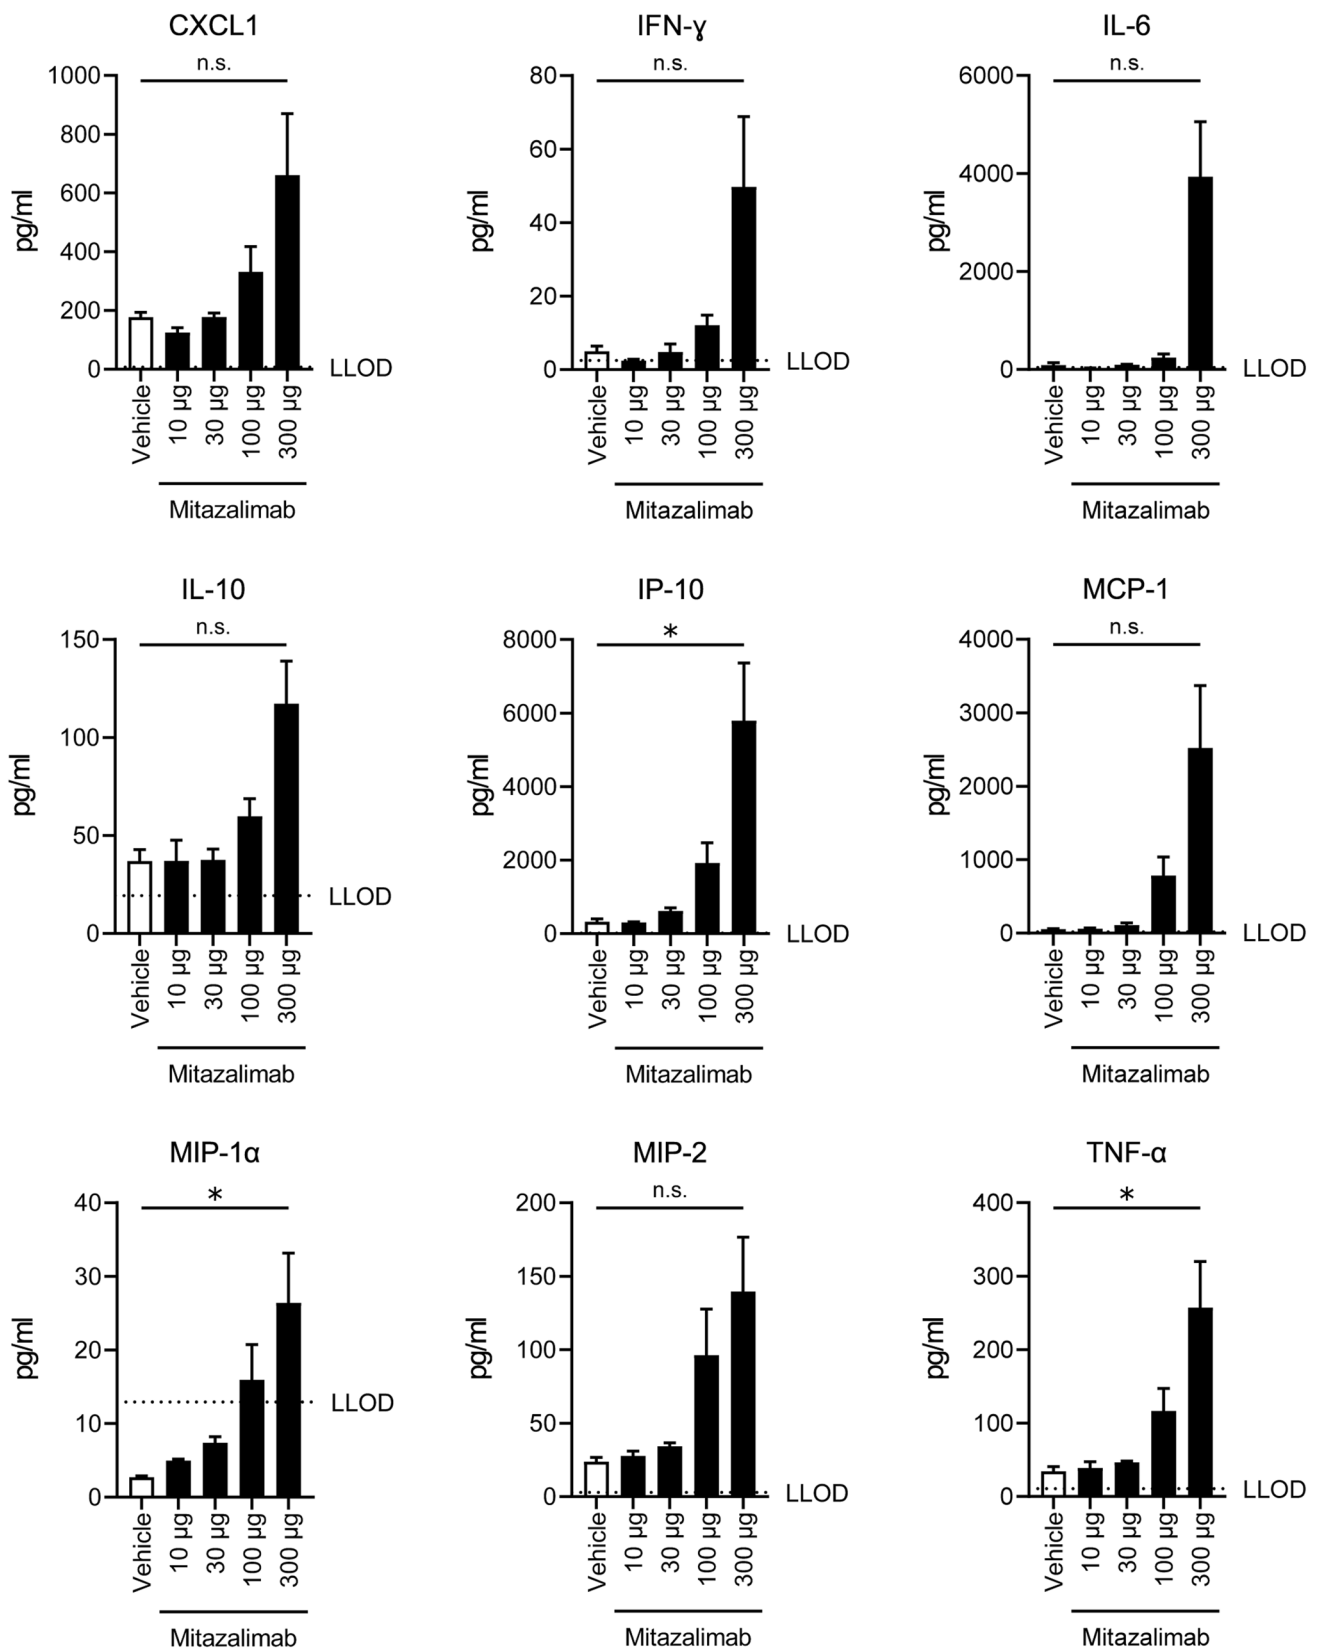 CXCL1
n.s.
1000
800
600
400
200
0
pg/ml
LLOD
Vehicle
10 µg
30 µg
100 µg
300 µg
Mitazalimab
IFN-ɣ
n.s.
80
60
40
20
0
pg/ml
LLOD
Vehicle
10 µg
30 µg
100 µg
300 µg
Mitazalimab
IL-6
n.s.
6000
4000
2000
0
pg/ml
LLOD
Vehicle
10 µg
30 µg
100 µg
300 µg
Mitazalimab
IL-10
n.s.
150
100
50
0
pg/ml
LLOD
Vehicle
10 µg
30 µg
100 µg
300 µg
Mitazalimab
IP-10
*
8000
6000
4000
2000
0
pg/ml
LLOD
Vehicle
10 µg
30 µg
100 µg
300 µg
Mitazalimab
MCP-1
n.s.
4000
3000
2000
1000
0
pg/ml
LLOD
Vehicle
10 µg
30 µg
100 µg
300 µg
Mitazalimab
MIP-1α
*
40
30
20
10
0
pg/ml
LLOD
Vehicle
10 µg
30 µg
100 µg
300 µg
Mitazalimab
MIP-2
n.s.
200
150
100
50
0
pg/ml
LLOD
Vehicle
10 µg
30 µg
100 µg
300 µg
Mitazalimab
TNF-α
*
400
300
200
100
0
pg/ml
LLOD
Vehicle
10 µg
30 µg
100 µg
300 µg
Mitazalimab